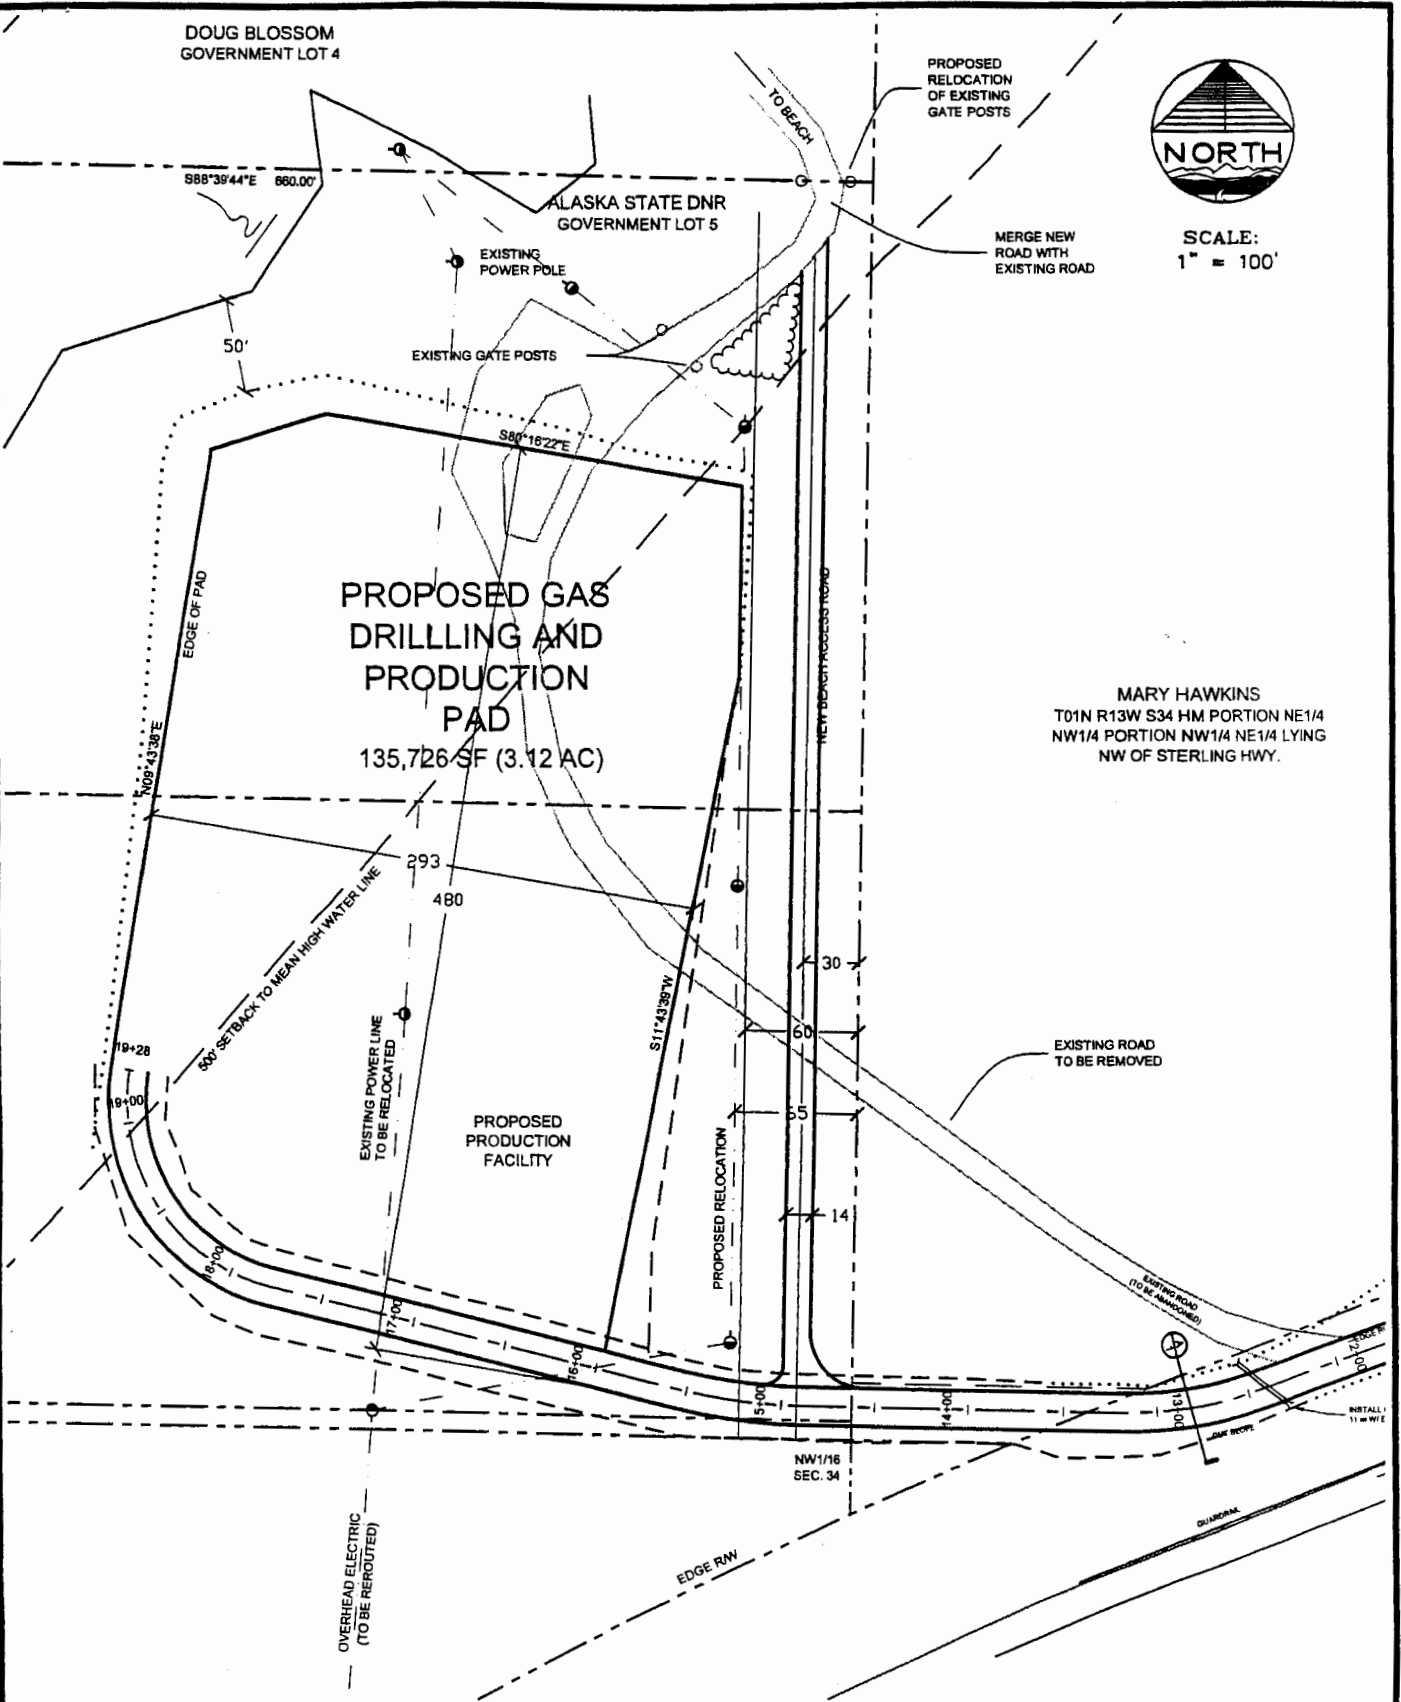 DOUG BLOSSOM
GOVERNMENT LOT 4
PROPOSED
RELOCATION
OF EXISTING
GATE POSTS
TO BEACH
NORTH
SCALE:
1" = 100'
S88°39'44"E 660.00'
ALASKA STATE DNR
GOVERNMENT LOT 5
MERGE NEW
ROAD WITH
EXISTING ROAD
EXISTING
POWER POLE
50'
EXISTING GATE POSTS
S80°16'22"E
EDGE OF PAD
PROPOSED GAS
DRILLLING AND
PRODUCTION
PAD
135,726 SF (3.12 AC)
NEW BEACH ACCESS ROAD
MARY HAWKINS
T01N R13W S34 HM PORTION NE1/4
NW1/4 PORTION NW1/4 NE1/4 LYING
NW OF STERLING HWY.
N09°43'38"E
293
480
500' SETBACK TO MEAN HIGH WATER LINE
30
S11°43'39"W
60
EXISTING ROAD
TO BE REMOVED
19+28
19+00
EXISTING POWER LINE
TO BE RELOCATED
65
PROPOSED
PRODUCTION
FACILITY
PROPOSED RELOCATION
14
18+00
EXISTING ROAD
(TO BE ABANDONED)
17+00
16+00
15+00
14+00
A
13+00
12+00
EDGE R
INSTALL
CUT SLOPE
NW1/16
SEC. 34
GUARDRAIL
EDGE R/W
OVERHEAD ELECTRIC
(TO BE REROUTED)